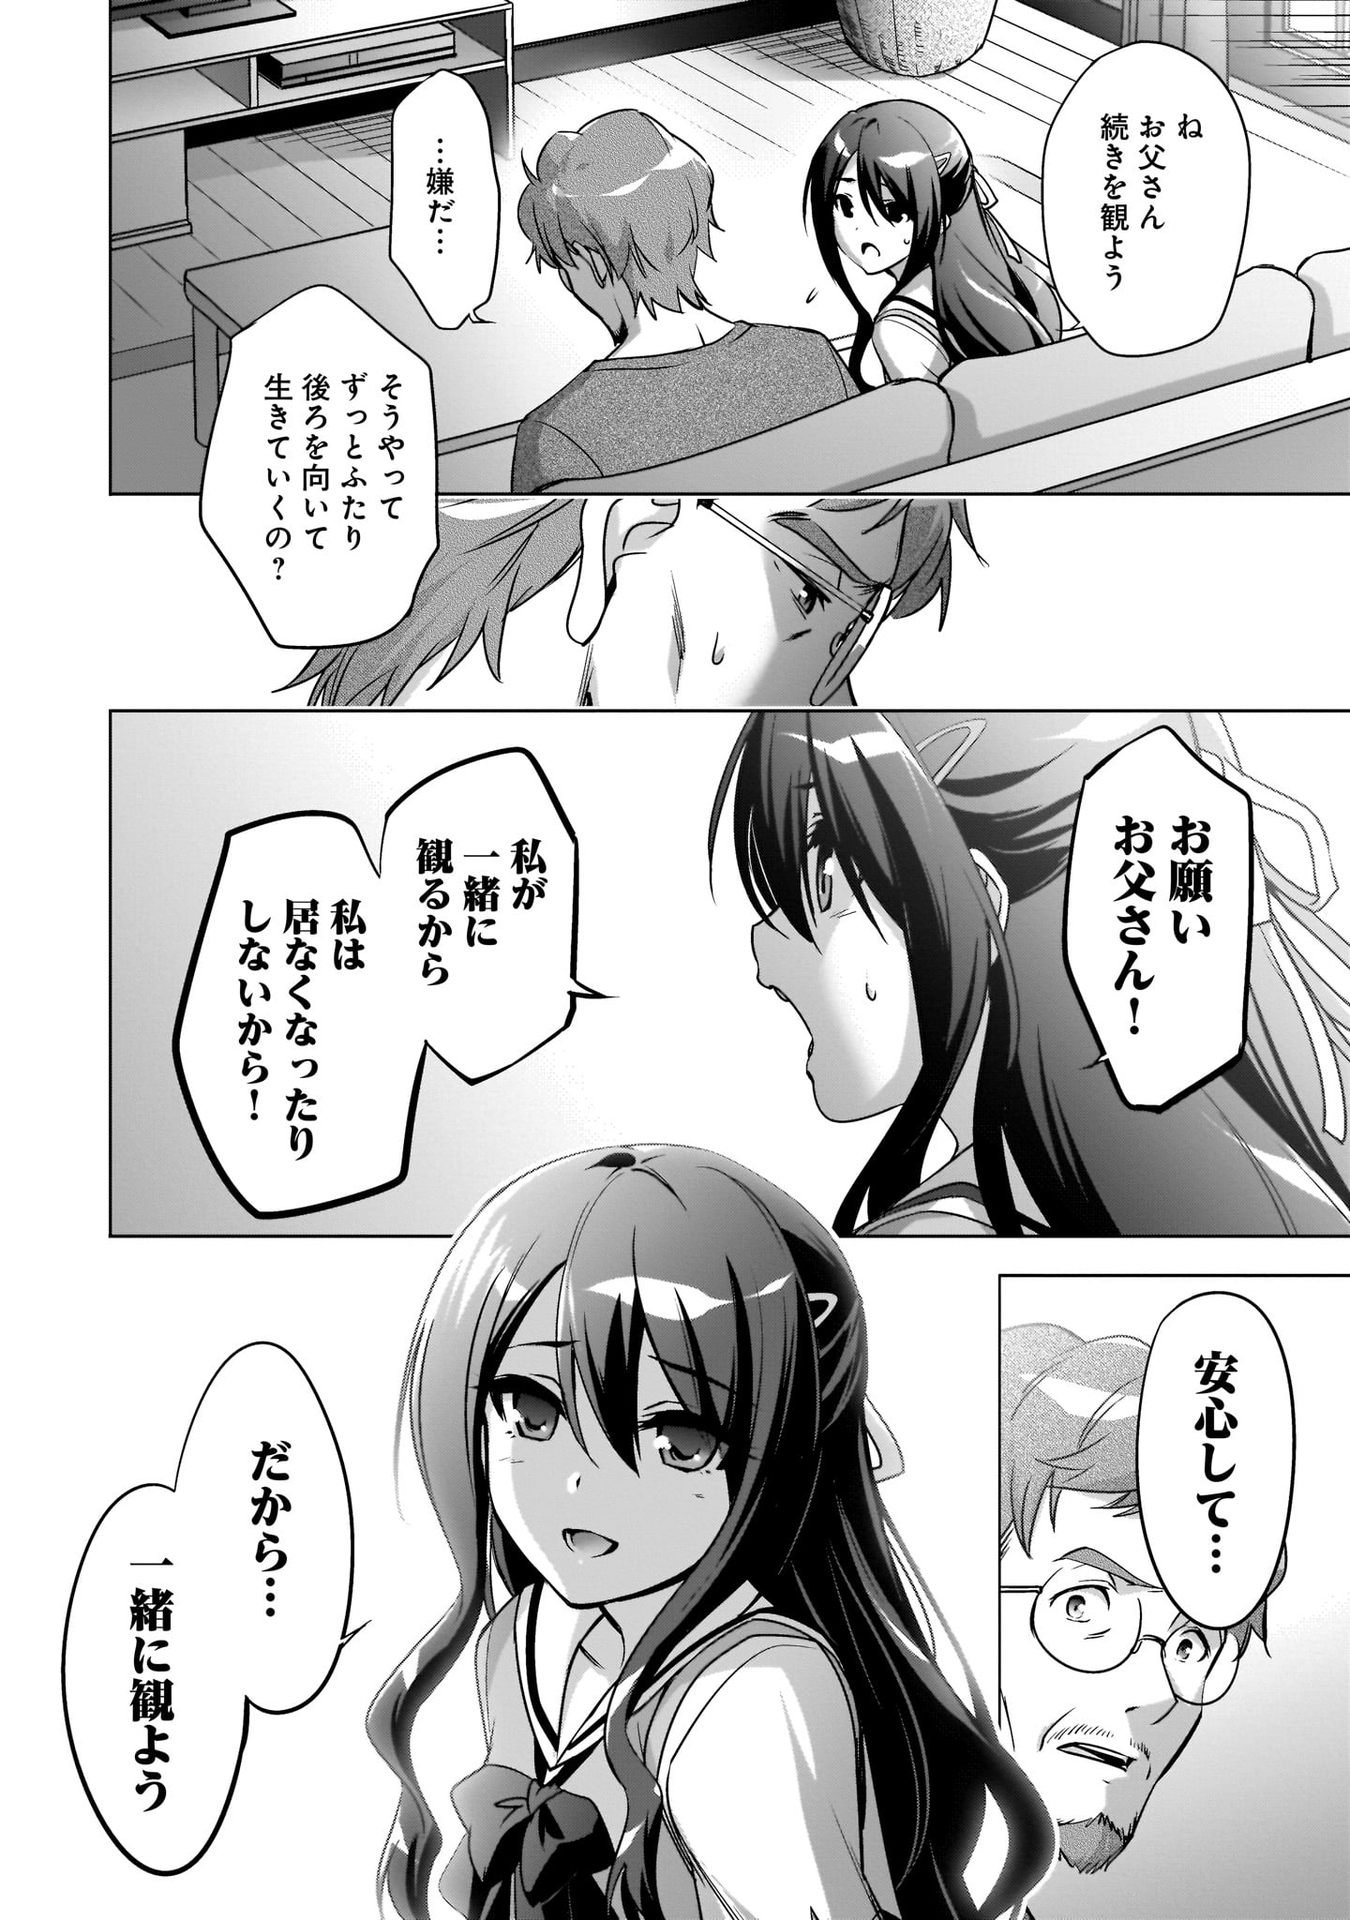 ね
お父さん
続きを観よう
…嫌だ…
そうやって
ずっとふたり
後ろを向いて
生きていくの？
お願い
お父さん！
私が
一緒に
観るから
私は
居なくなったり
しないから！
安心して…
だから…
一緒に観よう